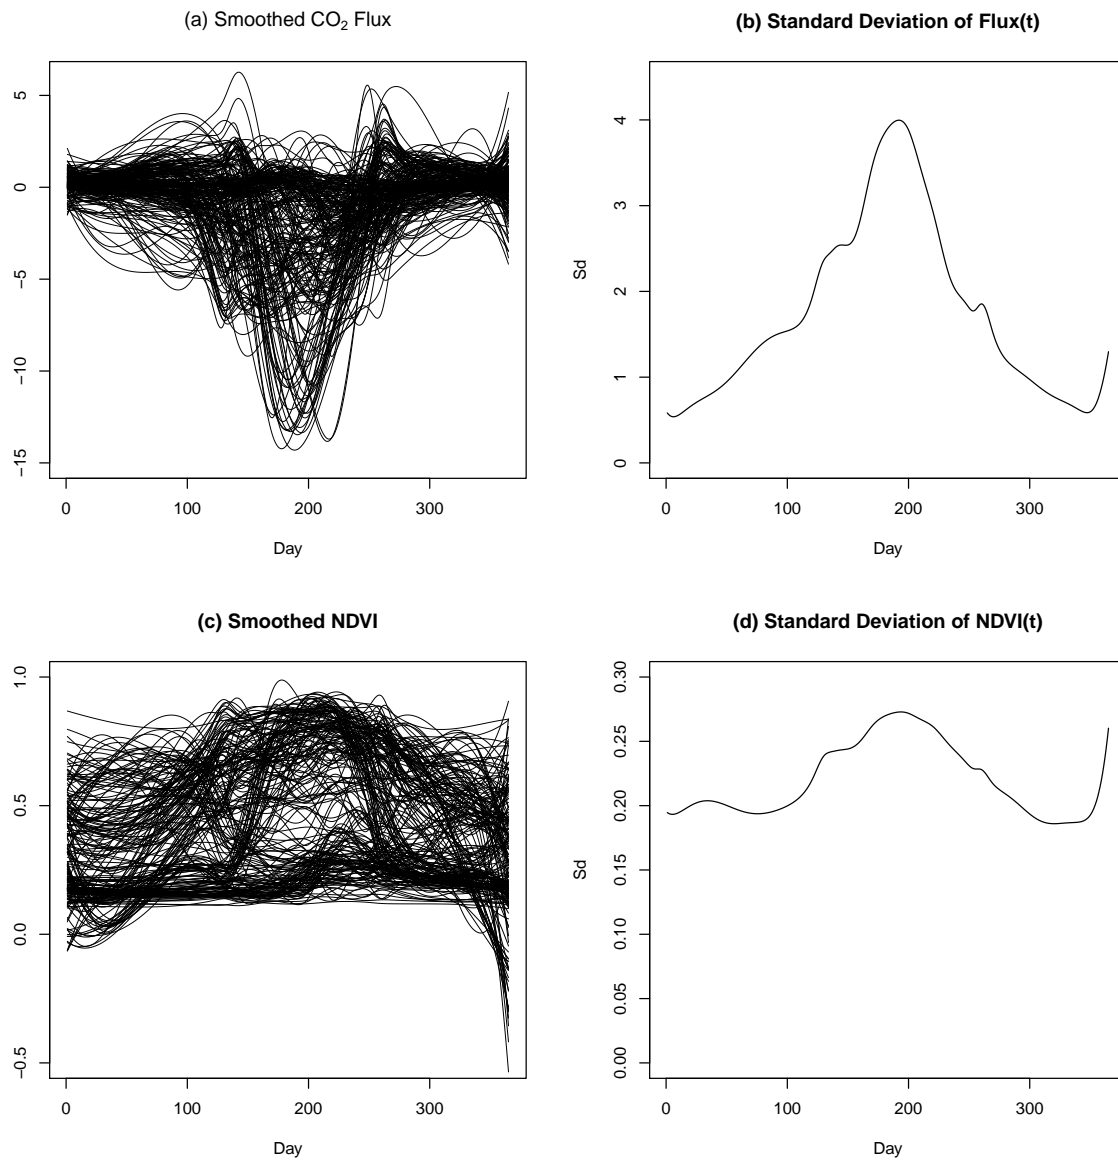 (a) Smoothed CO₂ Flux
5
0
−5
−10
−15
0 100 200 300
Day
(b) Standard Deviation of Flux(t)
Sd
4
3
2
1
0
0 100 200 300
Day
(c) Smoothed NDVI
1.0
0.5
0.0
−0.5
0 100 200 300
Day
(d) Standard Deviation of NDVI(t)
Sd
0.30
0.25
0.20
0.15
0.10
0.05
0.00
0 100 200 300
Day